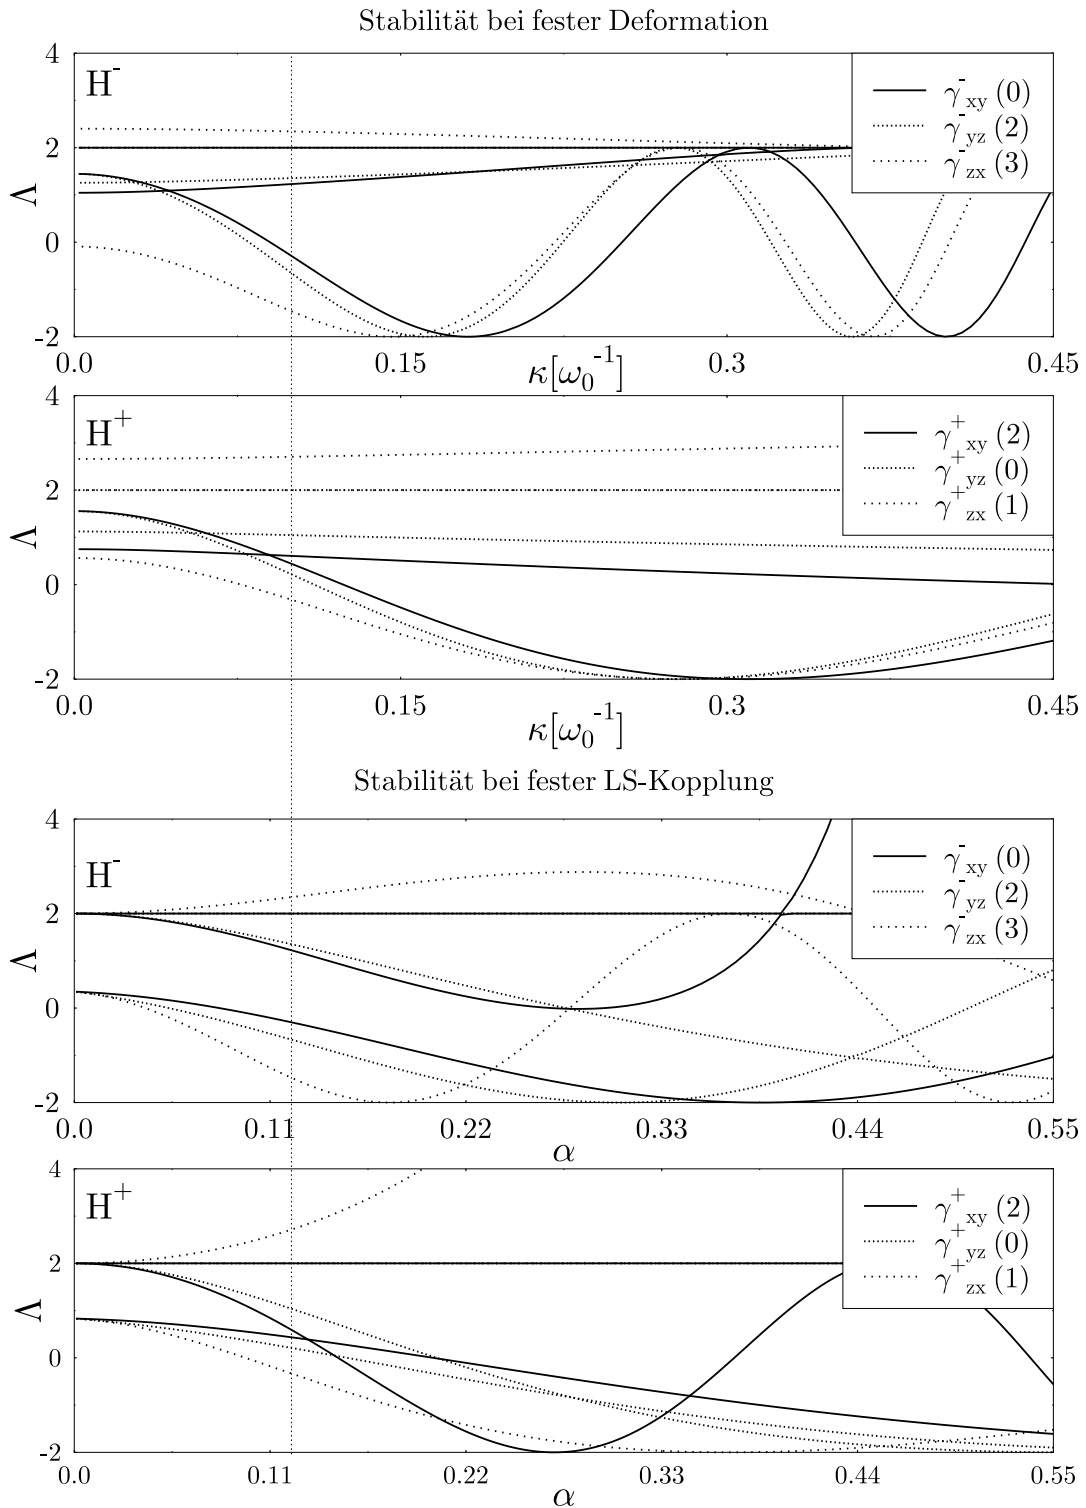 Stabilität bei fester Deformation
4
H⁻
γ⁻xy (0)
γ⁻yz (2)
γ⁻zx (3)
2
Λ
0
-2
0.0 0.15 0.3 0.45
κ[ω₀⁻¹]
4
H⁺
γ⁺xy (2)
γ⁺yz (0)
γ⁺zx (1)
2
Λ
0
-2
0.0 0.15 0.3 0.45
κ[ω₀⁻¹]
Stabilität bei fester LS-Kopplung
4
H⁻
γ⁻xy (0)
γ⁻yz (2)
γ⁻zx (3)
2
Λ
0
-2
0.0 0.11 0.22 0.33 0.44 0.55
α
4
H⁺
γ⁺xy (2)
γ⁺yz (0)
γ⁺zx (1)
2
Λ
0
-2
0.0 0.11 0.22 0.33 0.44 0.55
α